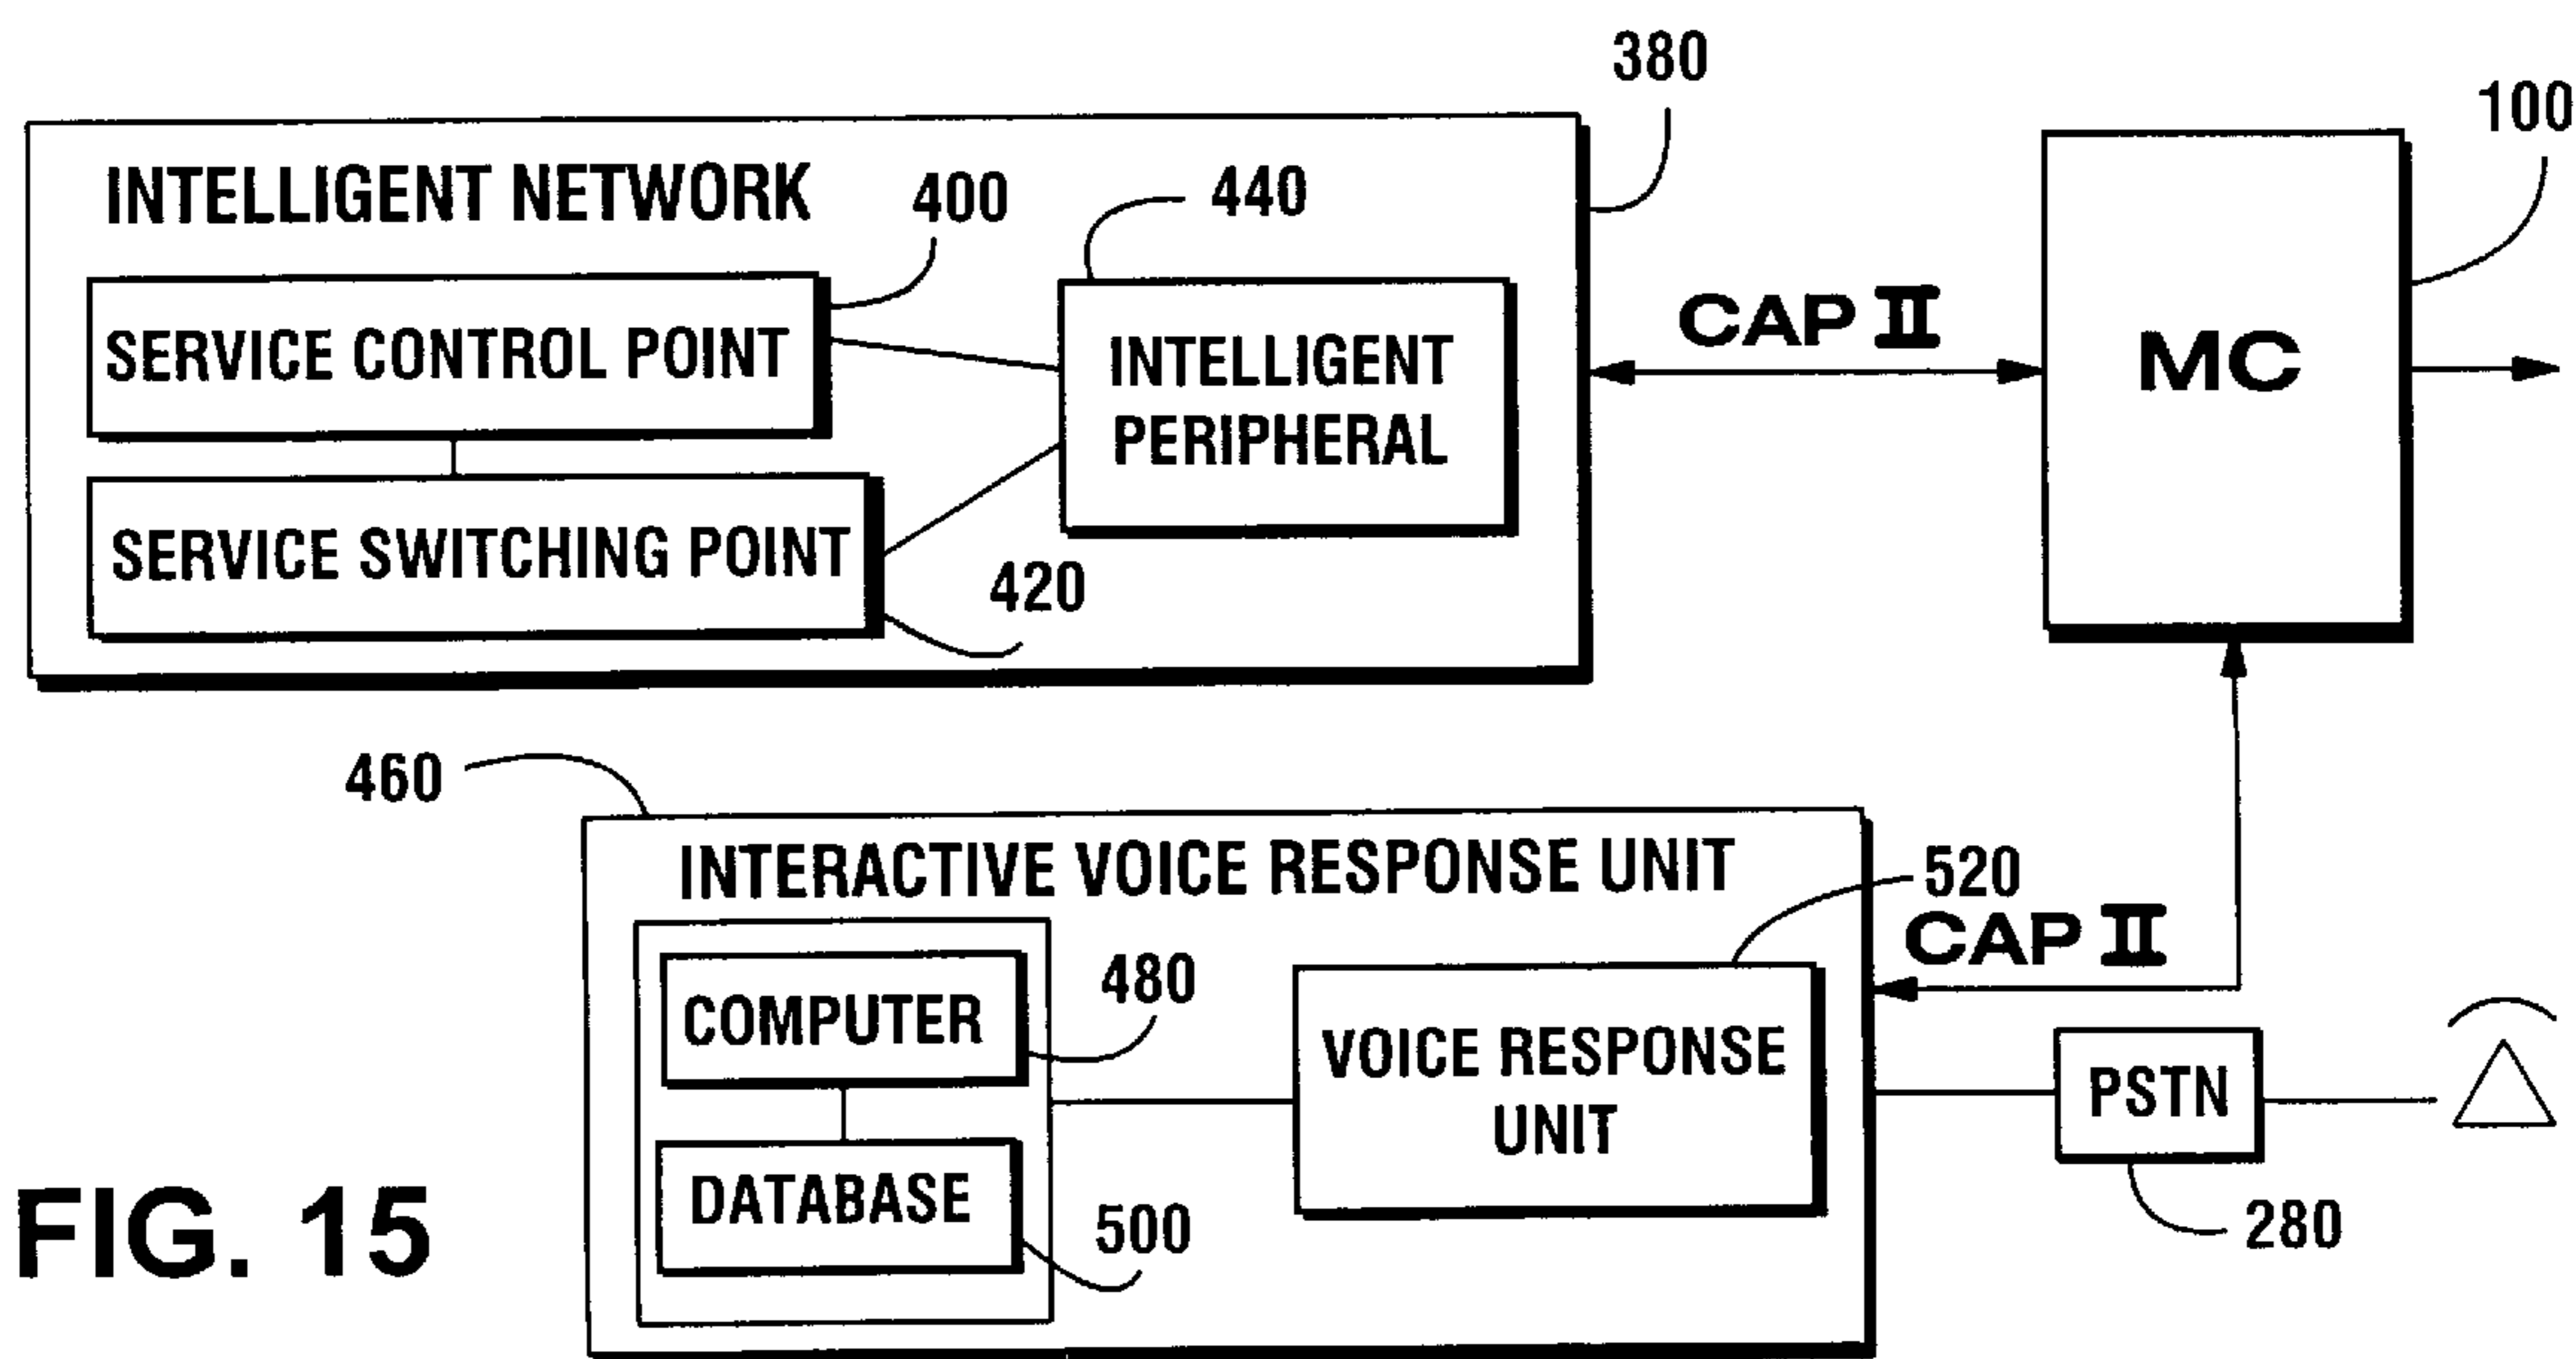 380
100
INTELLIGENT NETWORK
400
440
SERVICE CONTROL POINT
INTELLIGENT
PERIPHERAL
CAP II
MC
SERVICE SWITCHING POINT
420
460
INTERACTIVE VOICE RESPONSE UNIT
520
CAP II
COMPUTER
480
VOICE RESPONSE
UNIT
PSTN
DATABASE
500
280
FIG. 15